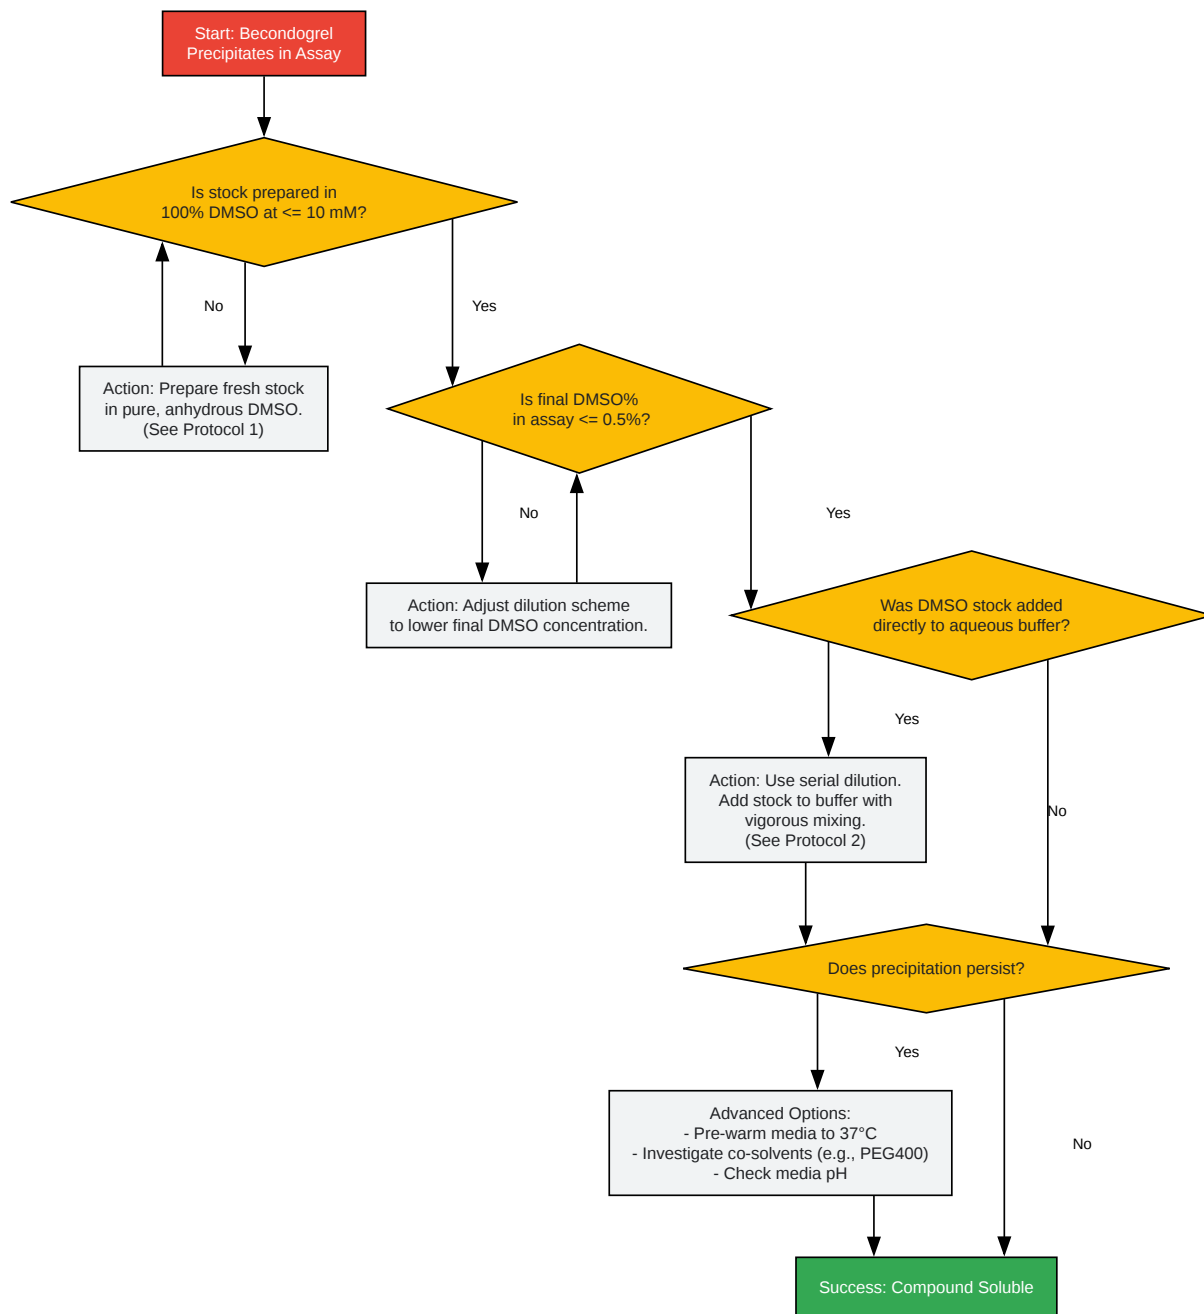 Start: Becondogrel
Precipitates in Assay
Is stock prepared in
100% DMSO at <= 10 mM?
No
Yes
Action: Prepare fresh stock
in pure, anhydrous DMSO.
(See Protocol 1)
Is final DMSO%
in assay <= 0.5%?
No
Yes
Action: Adjust dilution scheme
to lower final DMSO concentration.
Was DMSO stock added
directly to aqueous buffer?
Yes
Action: Use serial dilution.
Add stock to buffer with
vigorous mixing.
(See Protocol 2)
No
Does precipitation persist?
Yes
Advanced Options:
- Pre-warm media to 37°C
- Investigate co-solvents (e.g., PEG400)
- Check media pH
No
Success: Compound Soluble